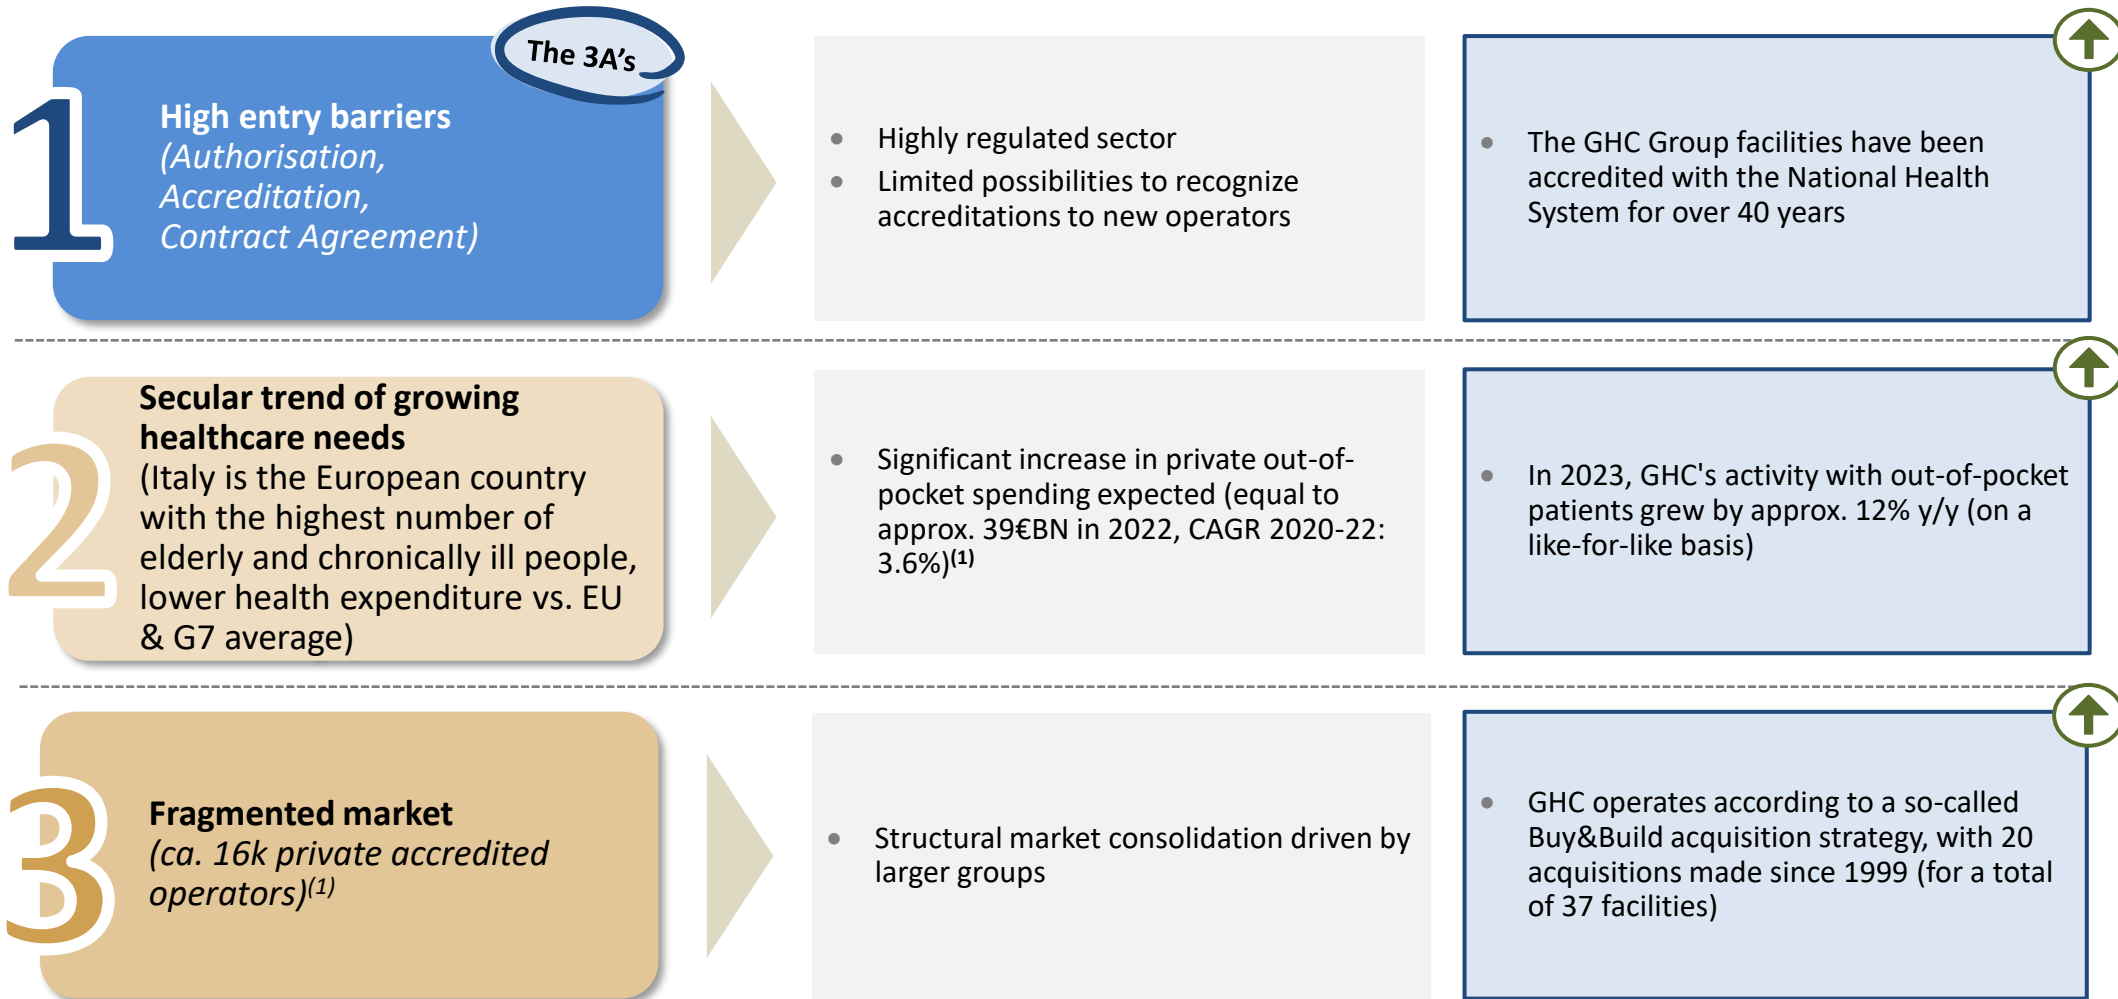 The 3A's
1
High entry barriers
(Authorisation,
Accreditation,
Contract Agreement)
• Highly regulated sector
• Limited possibilities to recognize
accreditations to new operators
• The GHC Group facilities have been
accredited with the National Health
System for over 40 years
2
Secular trend of growing
healthcare needs
(Italy is the European country
with the highest number of
elderly and chronically ill people,
lower health expenditure vs. EU
& G7 average)
• Significant increase in private out-of-
pocket spending expected (equal to
approx. 39€BN in 2022, CAGR 2020-22:
3.6%)(1)
• In 2023, GHC's activity with out-of-pocket
patients grew by approx. 12% y/y (on a
like-for-like basis)
3
Fragmented market
(ca. 16k private accredited
operators)(1)
• Structural market consolidation driven by
larger groups
• GHC operates according to a so-called
Buy&Build acquisition strategy, with 20
acquisitions made since 1999 (for a total
of 37 facilities)